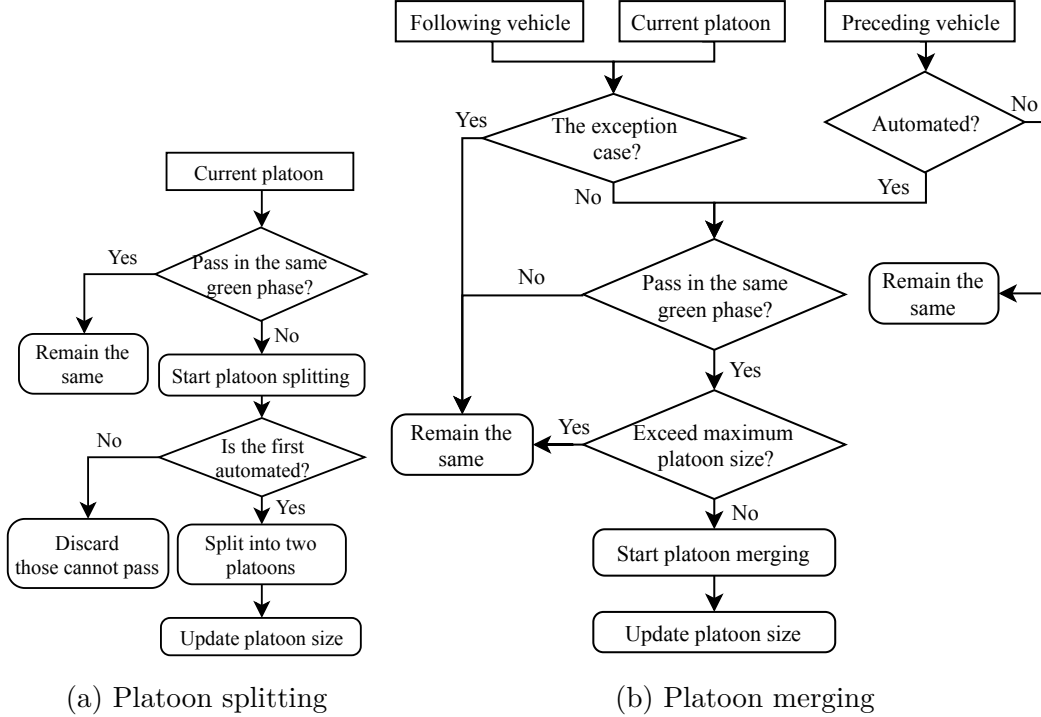 Current platoon
Yes
Pass in the same
green phase?
No
Remain the
same
Start platoon splitting
No
Is the first
automated?
Yes
Discard
those cannot pass
Split into two
platoons
Update platoon size
(a) Platoon splitting
Following vehicle
Current platoon
Preceding vehicle
Yes
The exception
case?
No
Automated?
No
Yes
No
Pass in the same
green phase?
Remain the
same
Yes
Remain the
same
Yes
Exceed maximum
platoon size?
No
Start platoon merging
Update platoon size
(b) Platoon merging